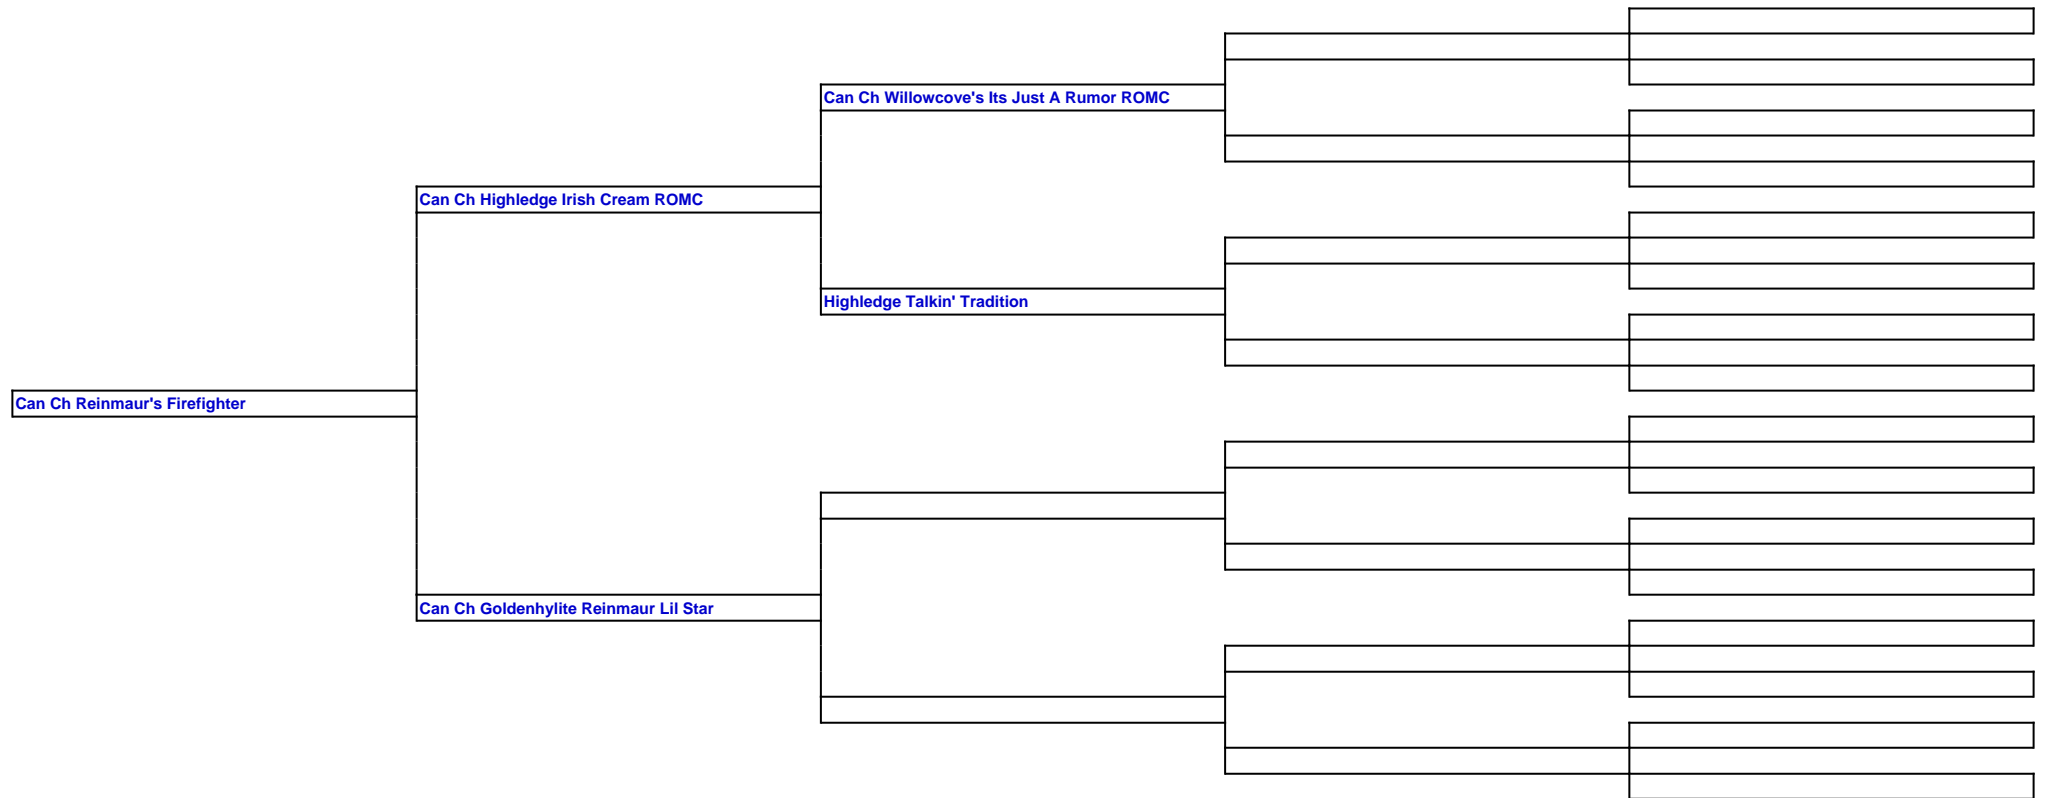 Can Ch Willowcove's Its Just A Rumor ROMC
Can Ch Highledge Irish Cream ROMC
Highledge Talkin' Tradition
Can Ch Reinmaur's Firefighter
Can Ch Goldenhylite Reinmaur Lil Star